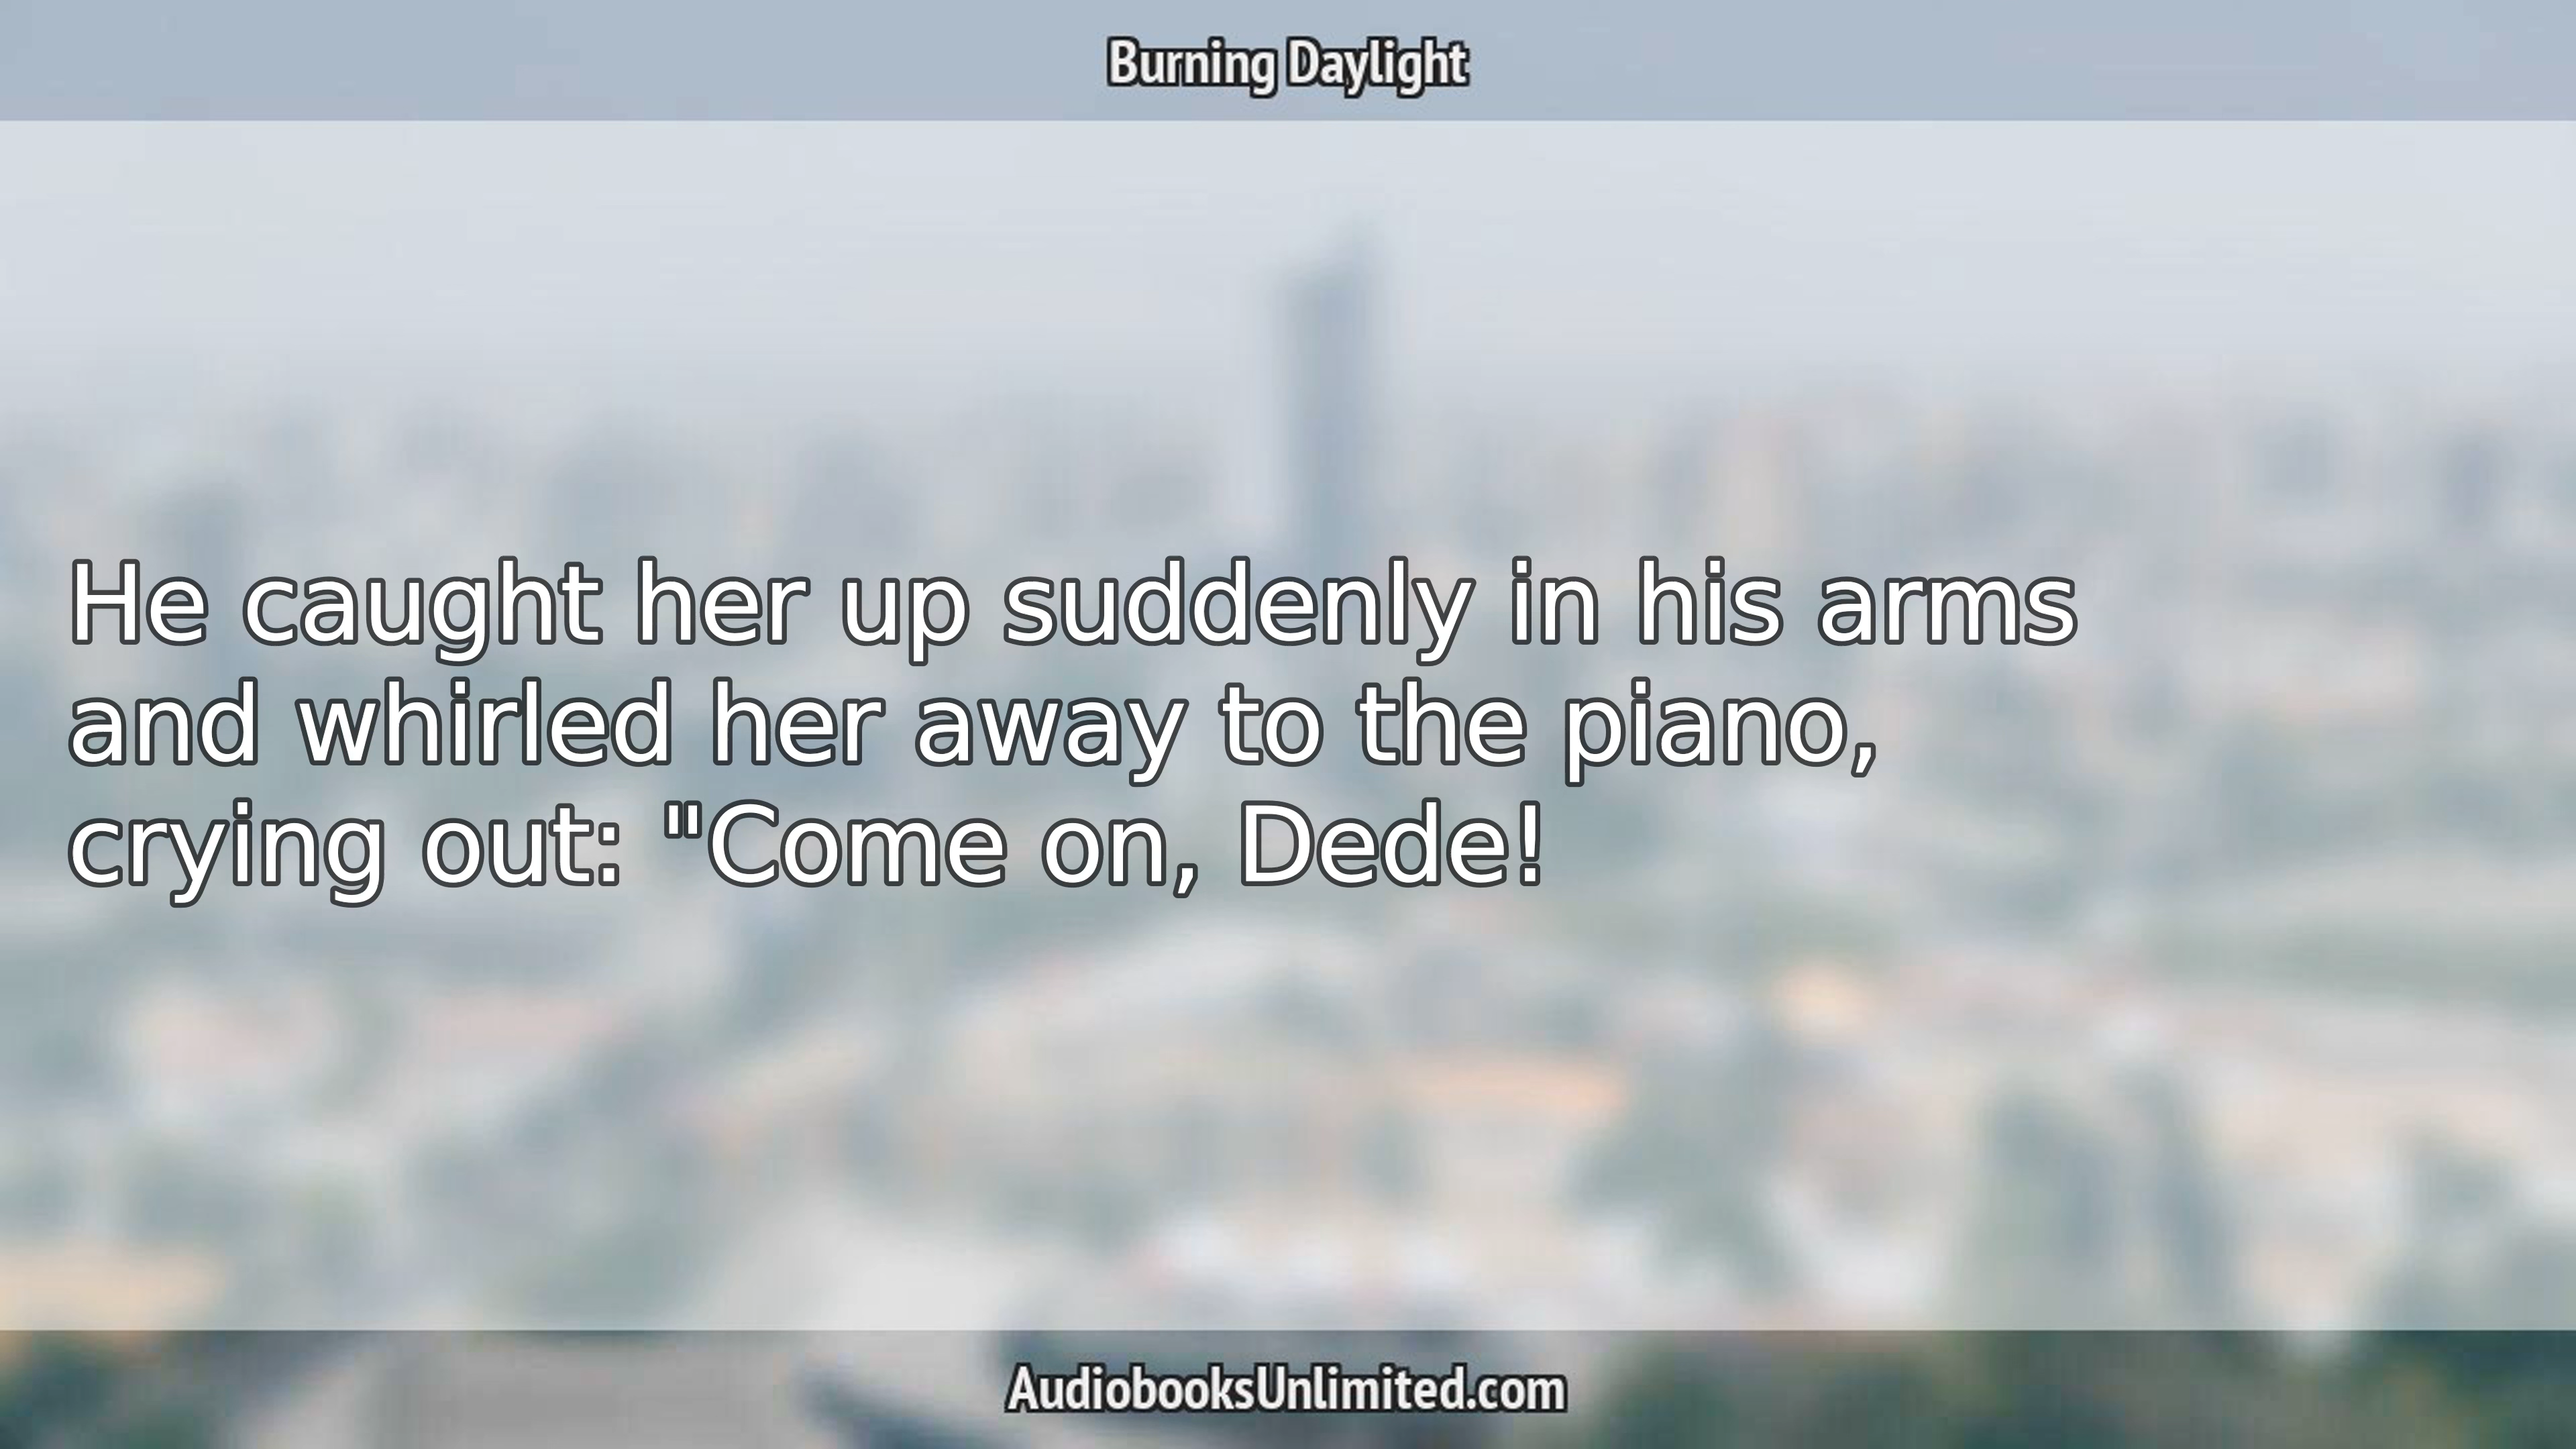 Burning Daylight
He caught her up suddenly in his arms
and whirled her away to the piano,
crying out: "Come on, Dede!
AudiobooksUnlimited.com